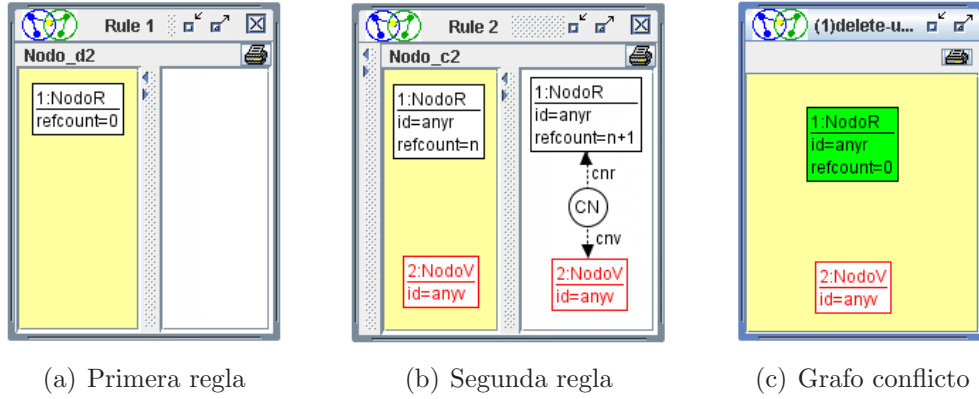 Rule 1
Nodo_d2
1:NodoR
refcount=0
(a) Primera regla
Rule 2
Nodo_c2
1:NodoR
id=anyr
refcount=n
2:NodoV
id=anyv
1:NodoR
id=anyr
refcount=n+1
cnr
CN
cnv
2:NodoV
id=anyv
(b) Segunda regla
(1)delete-u...
1:NodoR
id=anyr
refcount=0
2:NodoV
id=anyv
(c) Grafo conflicto